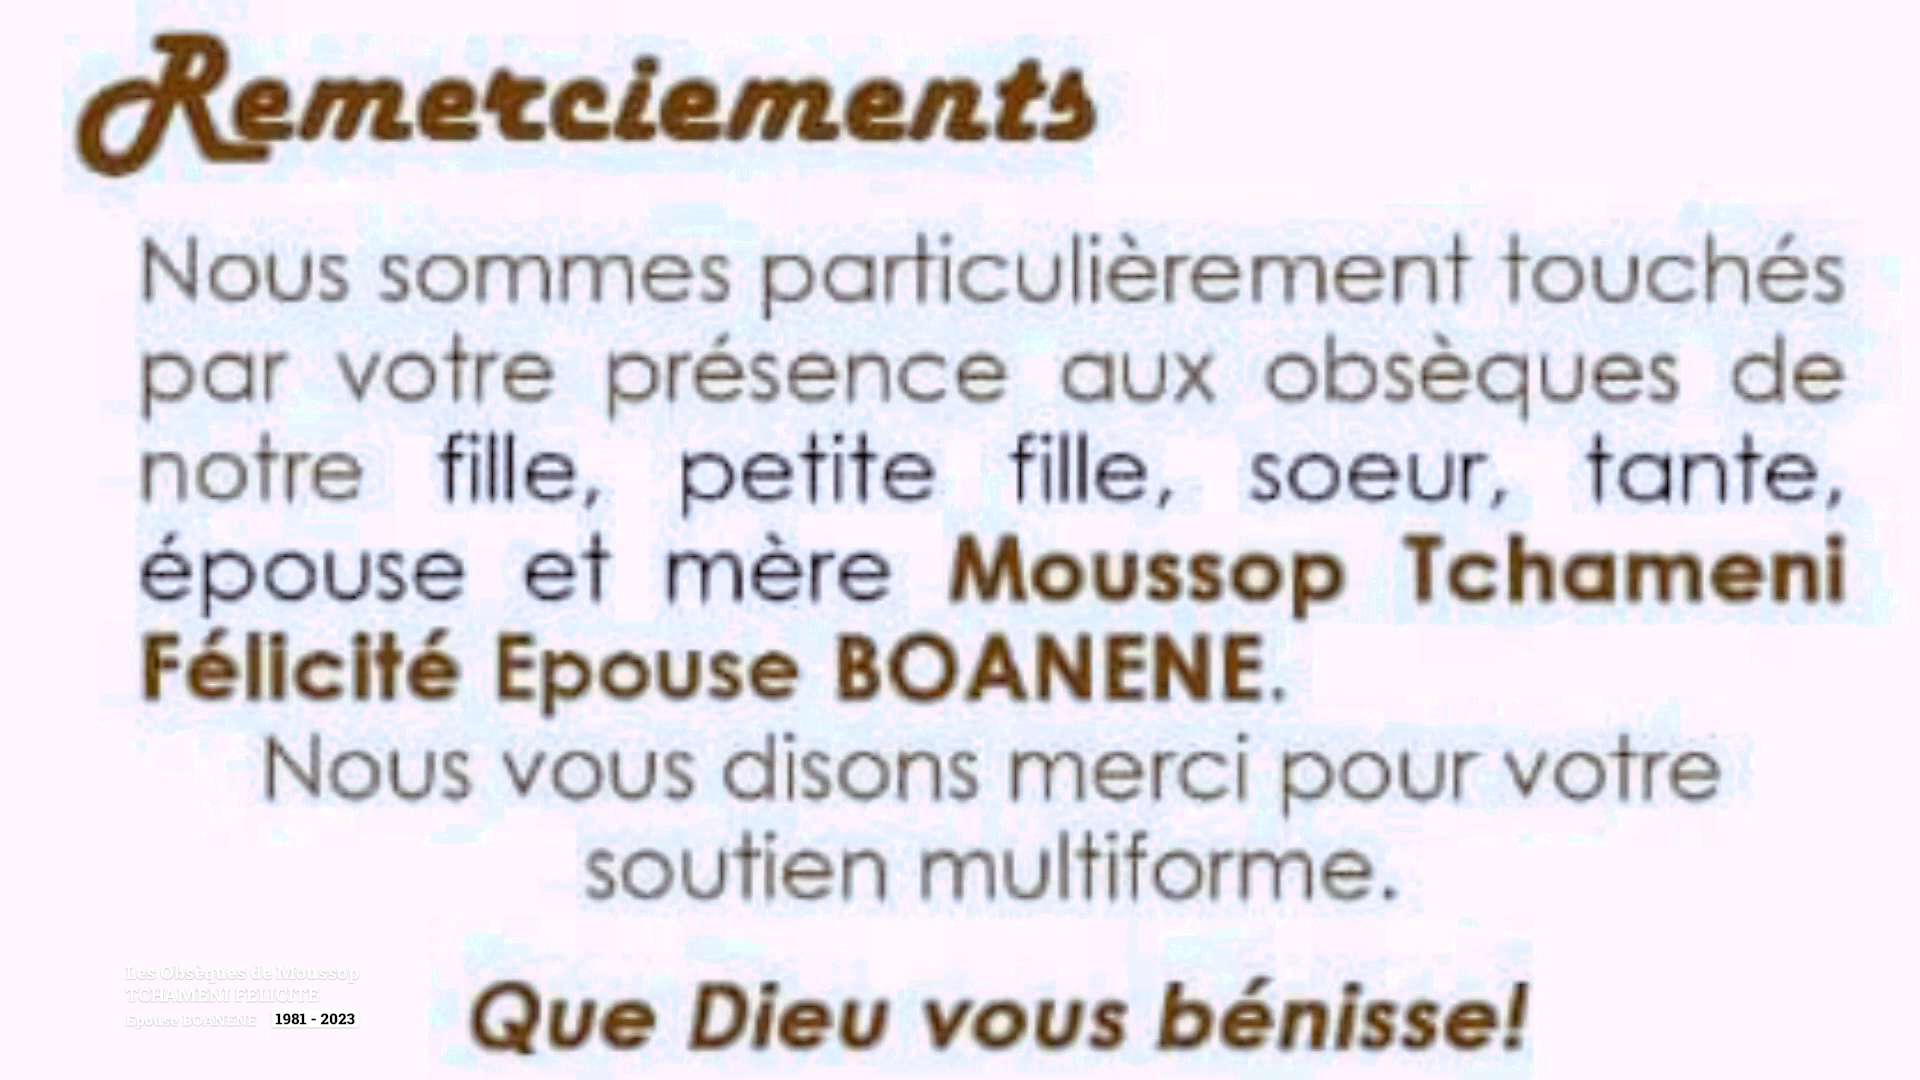 Remerciements
Nous sommes particulièrement touchés
par votre présence aux obsèques de
notre fille, petite fille, soeur, tante,
épouse et mère Moussop Tchameni
Félicité Epouse BOANENE.
Nous vous disons merci pour votre
soutien multiforme.
Que Dieu vous bénisse!
Les Obsèques de Moussop
TCHAMENI FELICITE
Epouse BOANENE 1981 - 2023